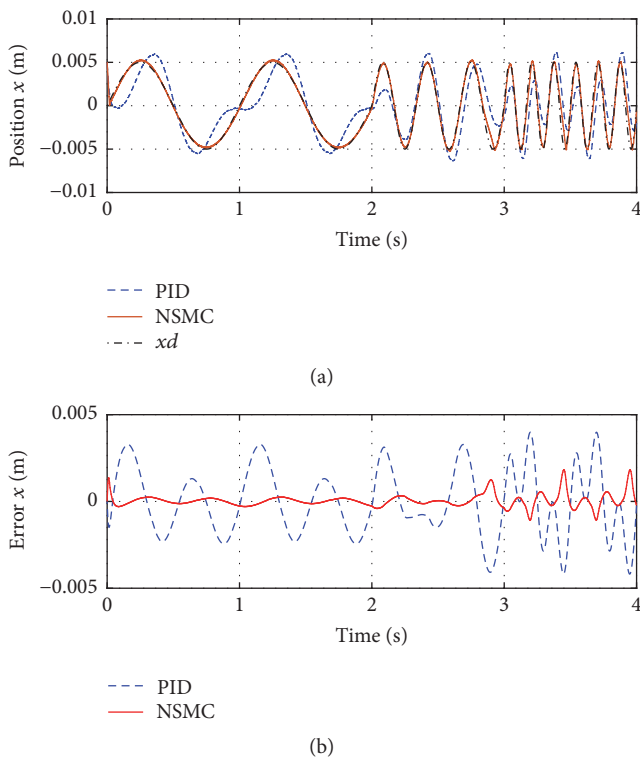 0.01
0.005
0
−0.005
−0.01
Position x (m)
0 1 2 3 4
Time (s)
PID
NSMC
xd
(a)
0.005
0
−0.005
Error x (m)
0 1 2 3 4
Time (s)
PID
NSMC
(b)